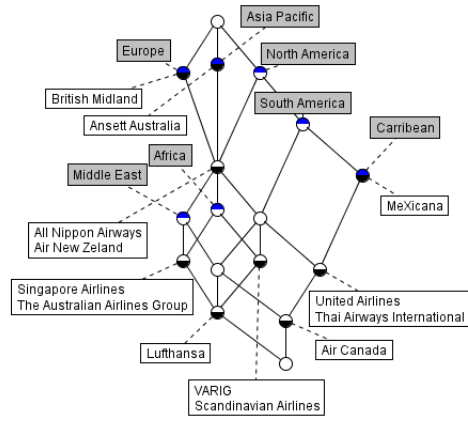 Asia Pacific
Europe
North America
British Midland
Ansett Australia
South America
Carribean
Africa
Middle East
MeXicana
All Nippon Airways
Air New Zeland
Singapore Airlines
The Australian Airlines Group
United Airlines
Thai Airways International
Lufthansa
Air Canada
VARIG
Scandinavian Airlines